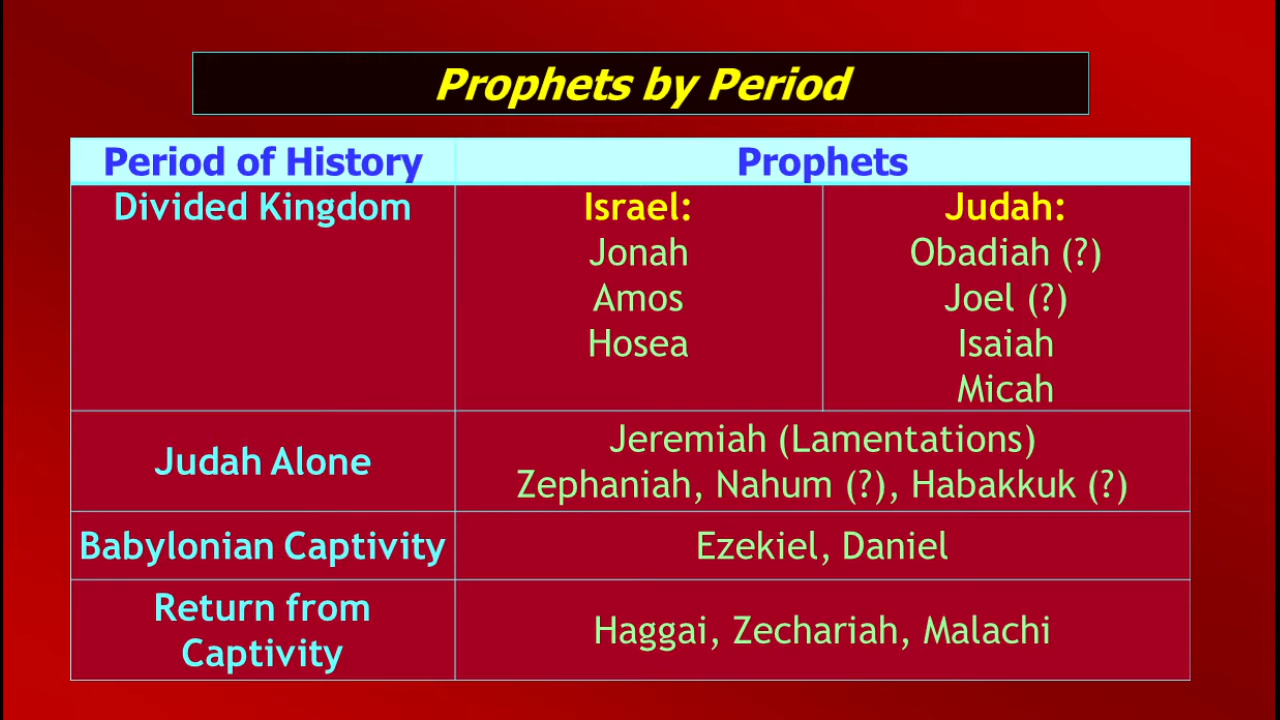 Prophets by Period
Period of History
Prophets
Divided Kingdom
Israel:
Jonah
Amos
Hosea
Judah:
Obadiah (?)
Joel (?)
Isaiah
Micah
Judah Alone
Jeremiah (Lamentations)
Zephaniah, Nahum (?), Habakkuk (?)
Babylonian Captivity
Ezekiel, Daniel
Return from
Captivity
Haggai, Zechariah, Malachi